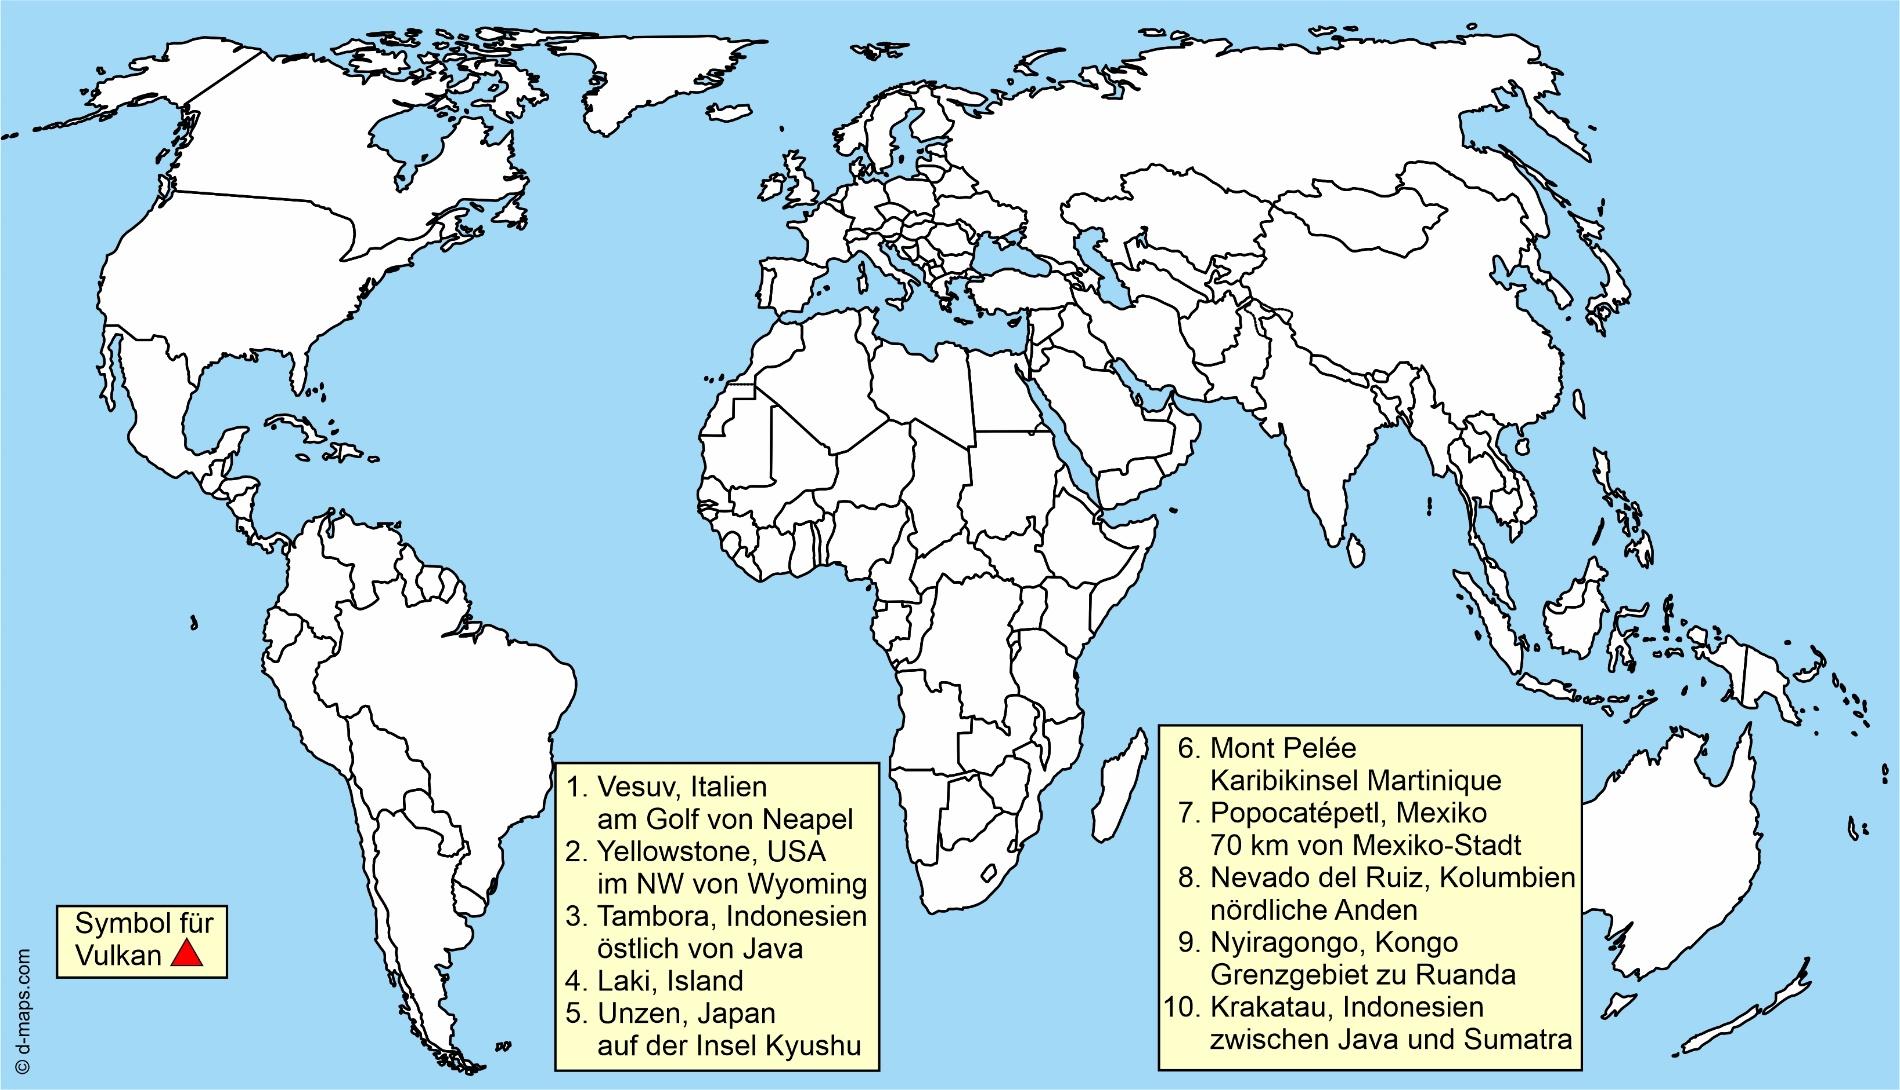 1. Vesuv, Italien
am Golf von Neapel
2. Yellowstone, USA
im NW von Wyoming
3. Tambora, Indonesien
östlich von Java
4. Laki, Island
5. Unzen, Japan
auf der Insel Kyushu
6. Mont Pelée
Karibikinsel Martinique
7. Popocatépetl, Mexiko
70 km von Mexiko-Stadt
8. Nevado del Ruiz, Kolumbien
nördliche Anden
9. Nyiragongo, Kongo
Grenzgebiet zu Ruanda
10. Krakatau, Indonesien
zwischen Java und Sumatra
Symbol für
Vulkan
© d-maps.com